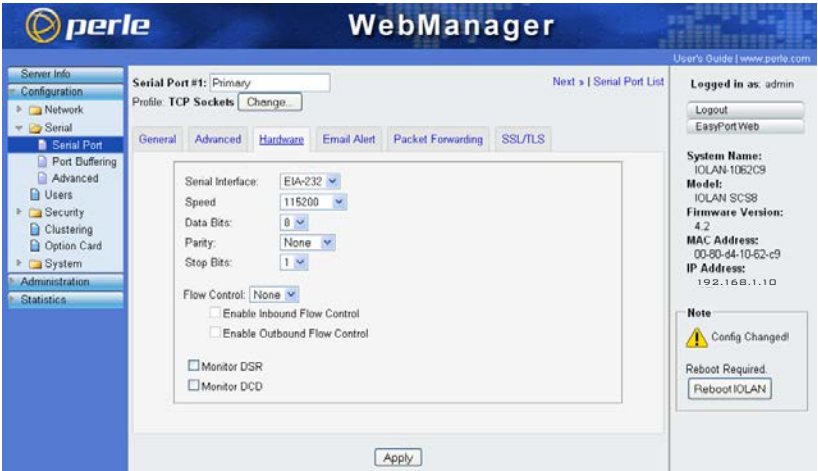 perle
WebManager
User's Guide | www.perle.com
Server Info
Configuration
Network
Serial
Serial Port
Port Buffering
Advanced
Users
Security
Clustering
Option Card
System
Administration
Statistics
Serial Port #1: Primary
Next » | Serial Port List
Profile: TCP Sockets Change...
General Advanced Hardware Email Alert Packet Forwarding SSL/TLS
Serial Interface: EIA-232
Speed 115200
Data Bits: 8
Parity: None
Stop Bits: 1
Flow Control: None
Enable Inbound Flow Control
Enable Outbound Flow Control
Monitor DSR
Monitor DCD
Apply
Logged in as: admin
Logout
EasyPort Web
System Name:
IOLAN-1062C9
Model:
IOLAN SCS8
Firmware Version:
4.2
MAC Address:
00-80-d4-10-62-c9
IP Address:
192.168.1.10
Note
Config Changed!
Reboot Required.
Reboot IOLAN